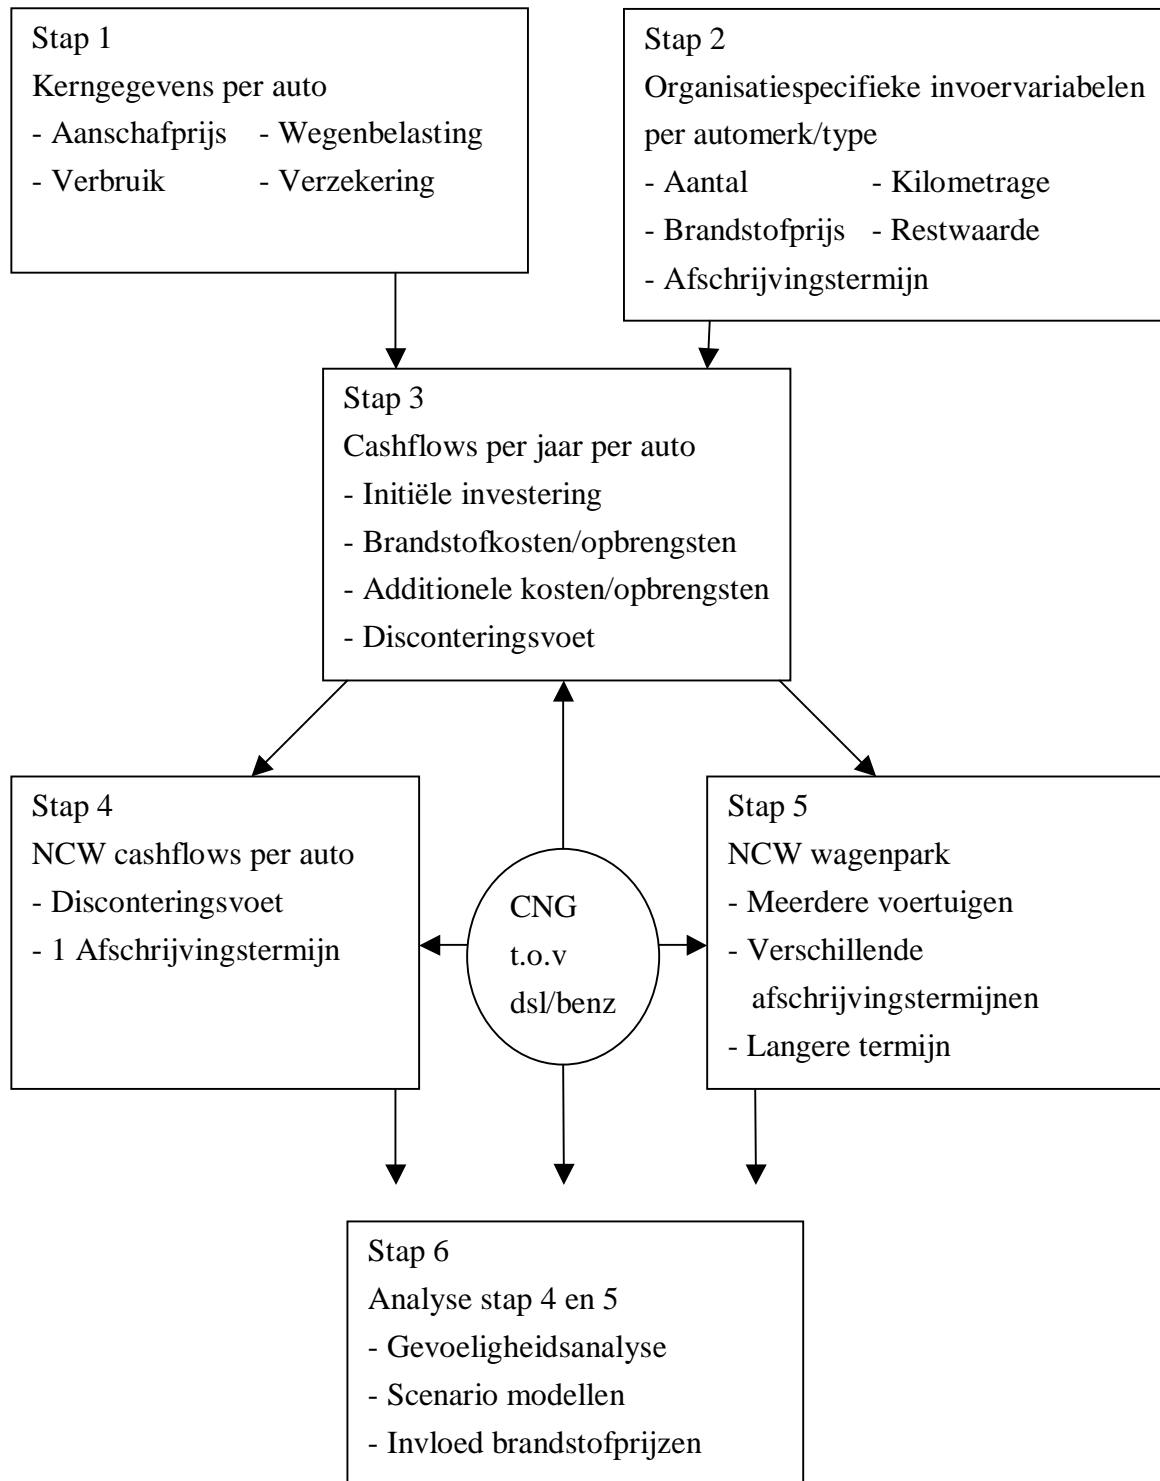 Stap 1
Kerngegevens per auto
- Aanschafprijs - Wegenbelasting
- Verbruik - Verzekering
Stap 2
Organisatiespecifieke invoervariabelen
per automerk/type
- Aantal - Kilometrage
- Brandstofprijs - Restwaarde
- Afschrijvingstermijn
Stap 3
Cashflows per jaar per auto
- Initiële investering
- Brandstofkosten/opbrengsten
- Additionele kosten/opbrengsten
- Disconteringsvoet
Stap 4
NCW cashflows per auto
- Disconteringsvoet
- 1 Afschrijvingstermijn
CNG
t.o.v
dsl/benz
Stap 5
NCW wagenpark
- Meerdere voertuigen
- Verschillende
afschrijvingstermijnen
- Langere termijn
Stap 6
Analyse stap 4 en 5
- Gevoeligheidsanalyse
- Scenario modellen
- Invloed brandstofprijzen